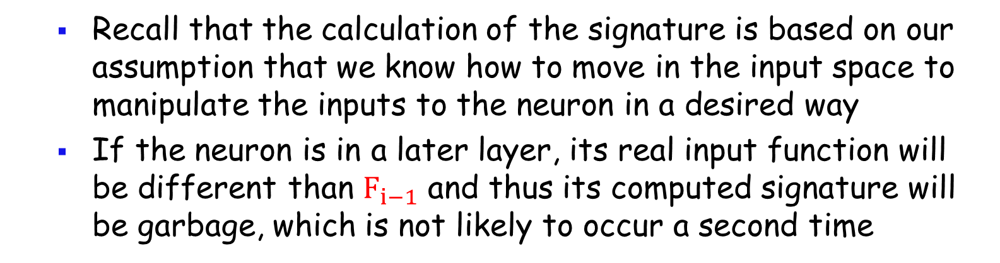 ▪ Recall that the calculation of the signature is based on our
assumption that we know how to move in the input space to
manipulate the inputs to the neuron in a desired way
▪ If the neuron is in a later layer, its real input function will
be different than F_{i−1} and thus its computed signature will
be garbage, which is not likely to occur a second time